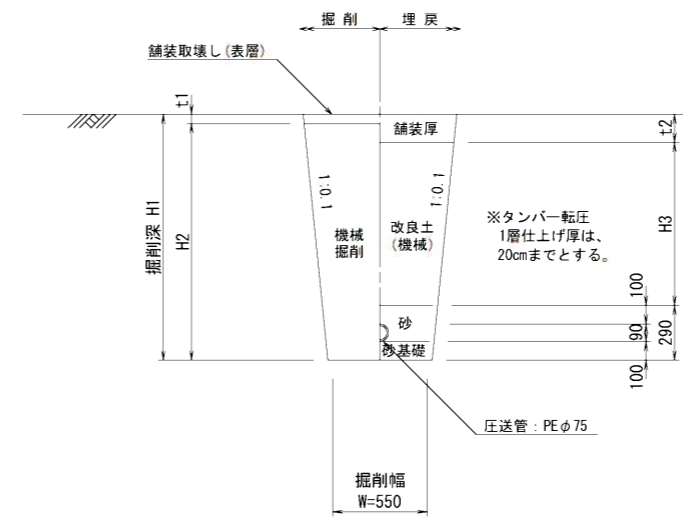 掘 削
埋 戻
舗装取壊し(表層)
t1
舗装厚
t2
掘削深 H1
H2
1:0.1
1:0.1
機械
掘削
改良土
(機械)
※タンパー転圧
1層仕上げ厚は、
20cmまでとする。
H3
100
砂
90
290
砂基礎
100
圧送管:PEφ75
掘削幅
W=550